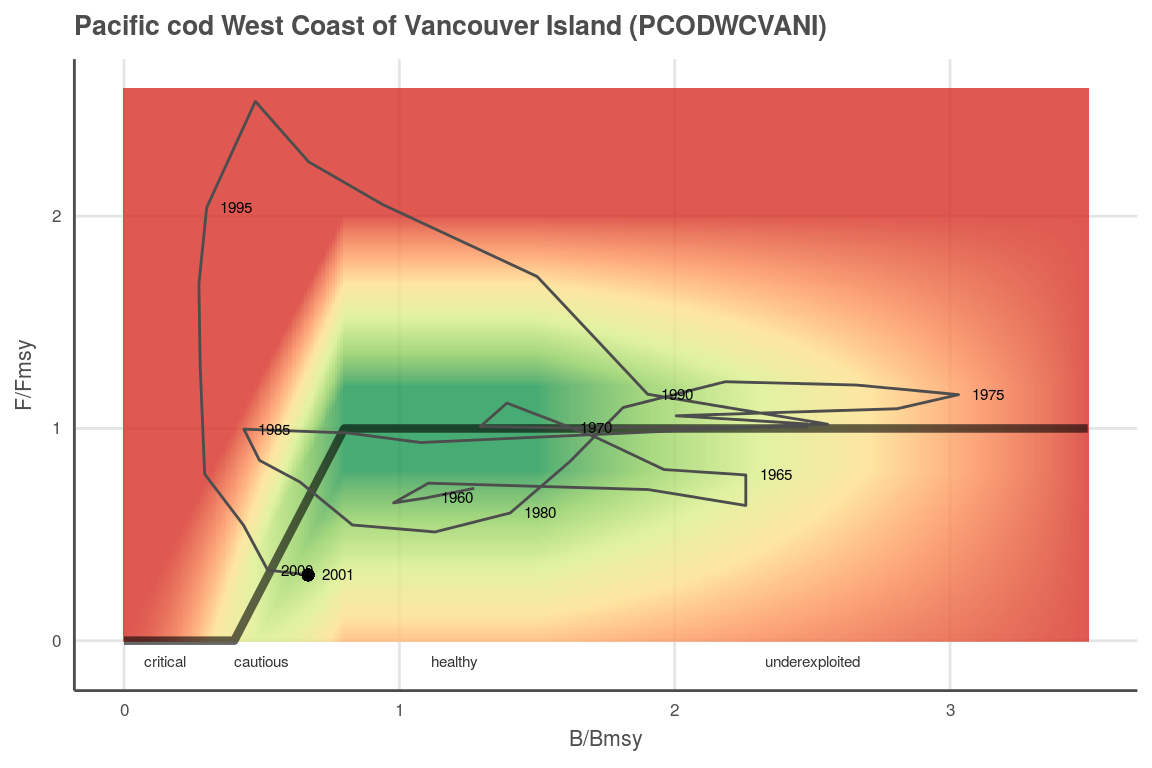 Pacific cod West Coast of Vancouver Island (PCODWCVANI)
F/Fmsy
2
1
0
1995
1990
1975
1985
1970
1965
1960
1980
2000
2001
critical cautious healthy underexploited
0 1 2 3
B/Bmsy